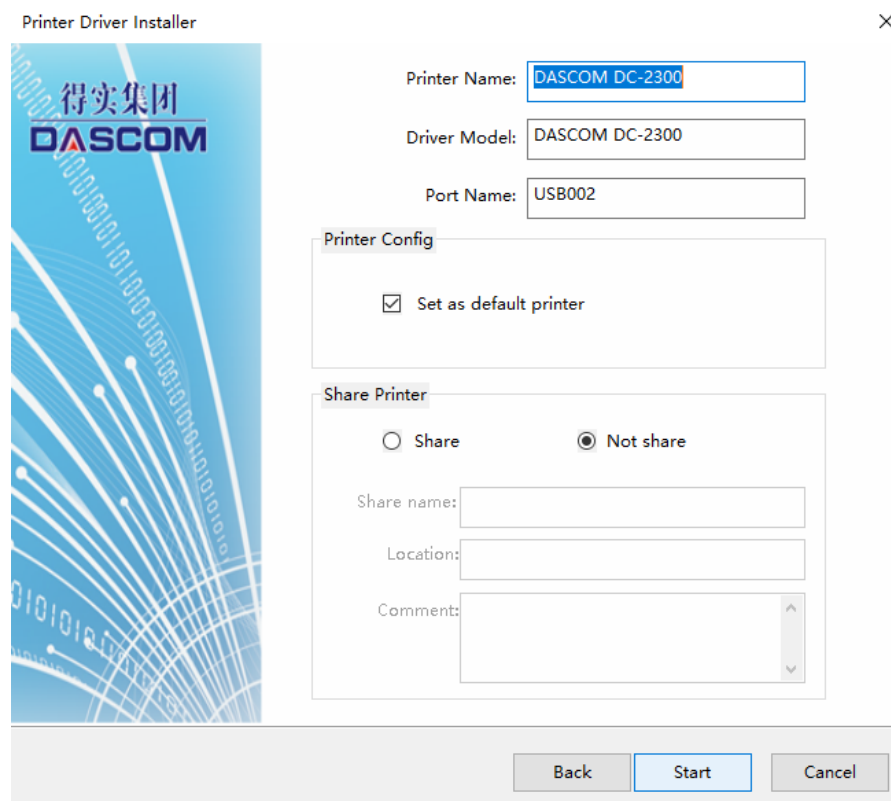 Printer Driver Installer
得实集团
DASCOM
Printer Name: DASCOM DC-2300
Driver Model: DASCOM DC-2300
Port Name: USB002
Printer Config
Set as default printer
Share Printer
Share Not share
Share name:
Location:
Comment:
Back Start Cancel